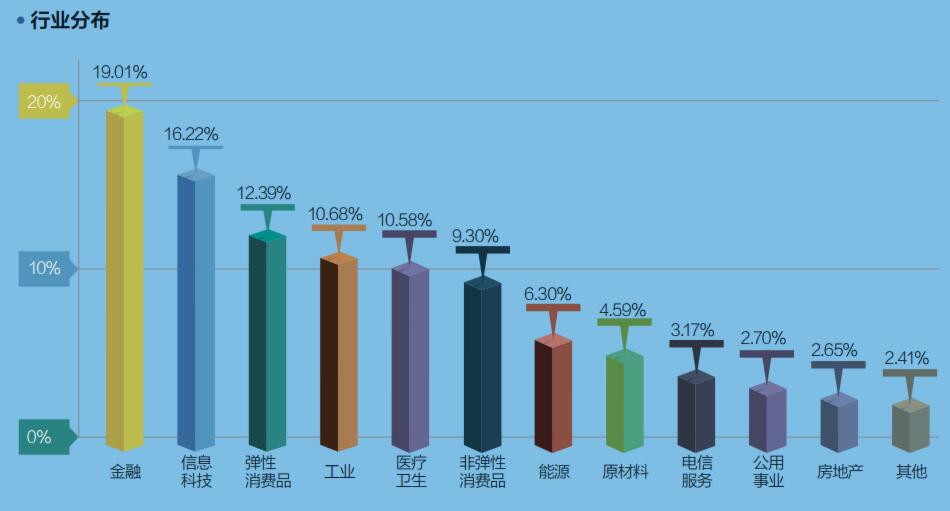 • 行业分布
19.01%
20%
16.22%
12.39%
10.68%
10.58%
9.30%
10%
6.30%
4.59%
3.17%
2.70%
2.65%
2.41%
0%
金融
信息
科技
弹性
消费品
工业
医疗
卫生
非弹性
消费品
能源
原材料
电信
服务
公用
事业
房地产
其他